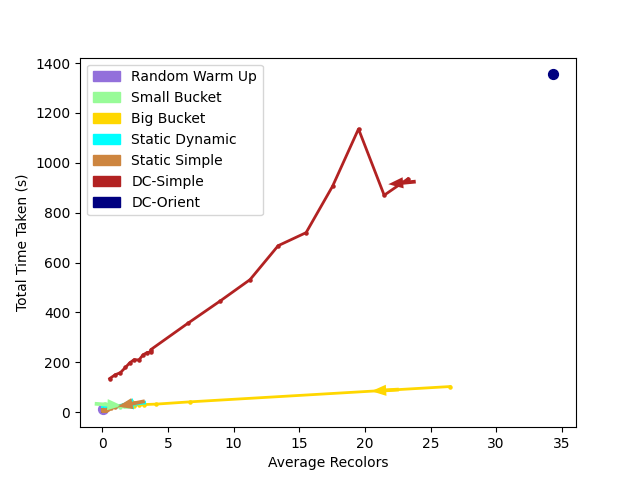 1400
1200
1000
800
600
400
200
0
Total Time Taken (s)
Random Warm Up
Small Bucket
Big Bucket
Static Dynamic
Static Simple
DC-Simple
DC-Orient
0 5 10 15 20 25 30 35
Average Recolors